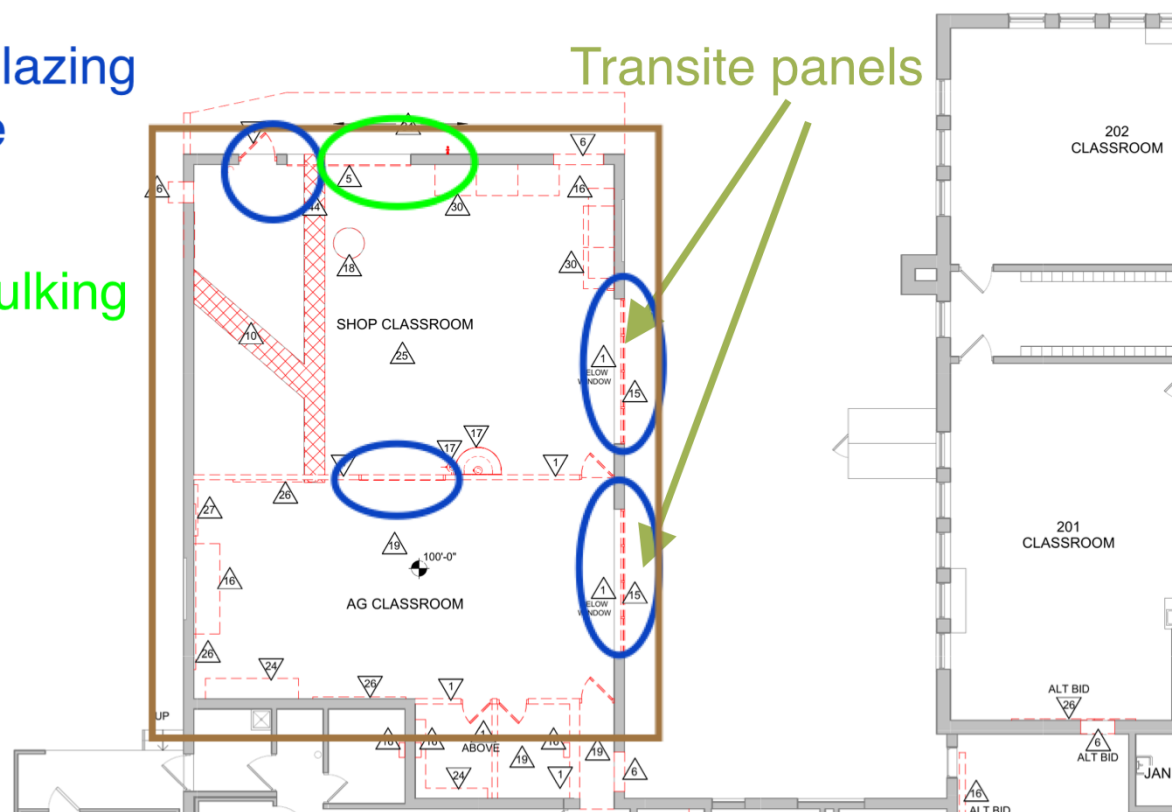 lazing
e
ulking
Transite panels
202
CLASSROOM
6
16
5
44
30
16
18
30
10
SHOP CLASSROOM
25
1
ELOW
WINDOW
15
17
17
1
26
27
19
100'-0"
16
AG CLASSROOM
1
ELOW
WINDOW
15
26
24
26
1
UP
1
ABOVE
16
16
16
19
19
24
1
6
201
CLASSROOM
ALT BID
26
6
ALT BID
16
ALT BID
JAN